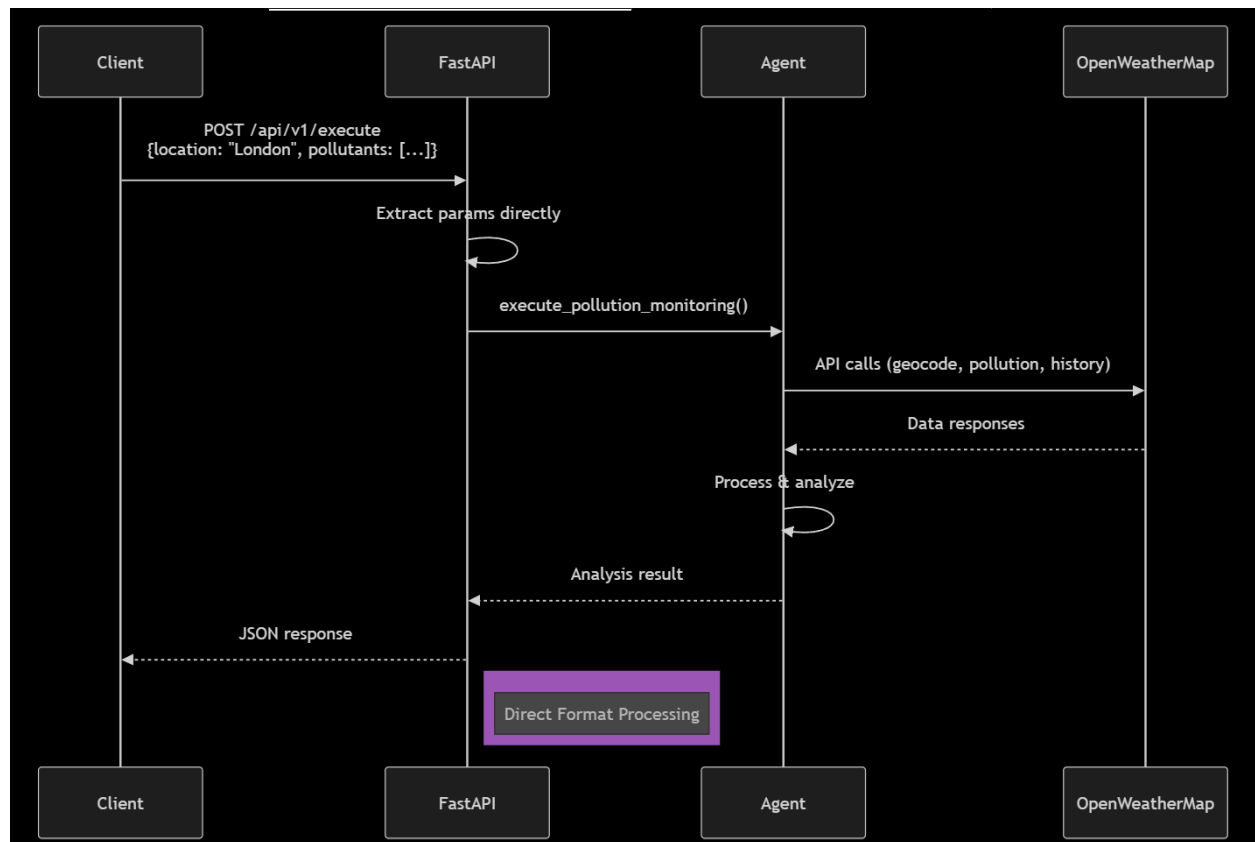 Client
FastAPI
Agent
OpenWeatherMap
POST /api/v1/execute
{location: "London", pollutants: [...]}
Extract params directly
execute_pollution_monitoring()
API calls (geocode, pollution, history)
Data responses
Process & analyze
Analysis result
JSON response
Direct Format Processing
Client
FastAPI
Agent
OpenWeatherMap